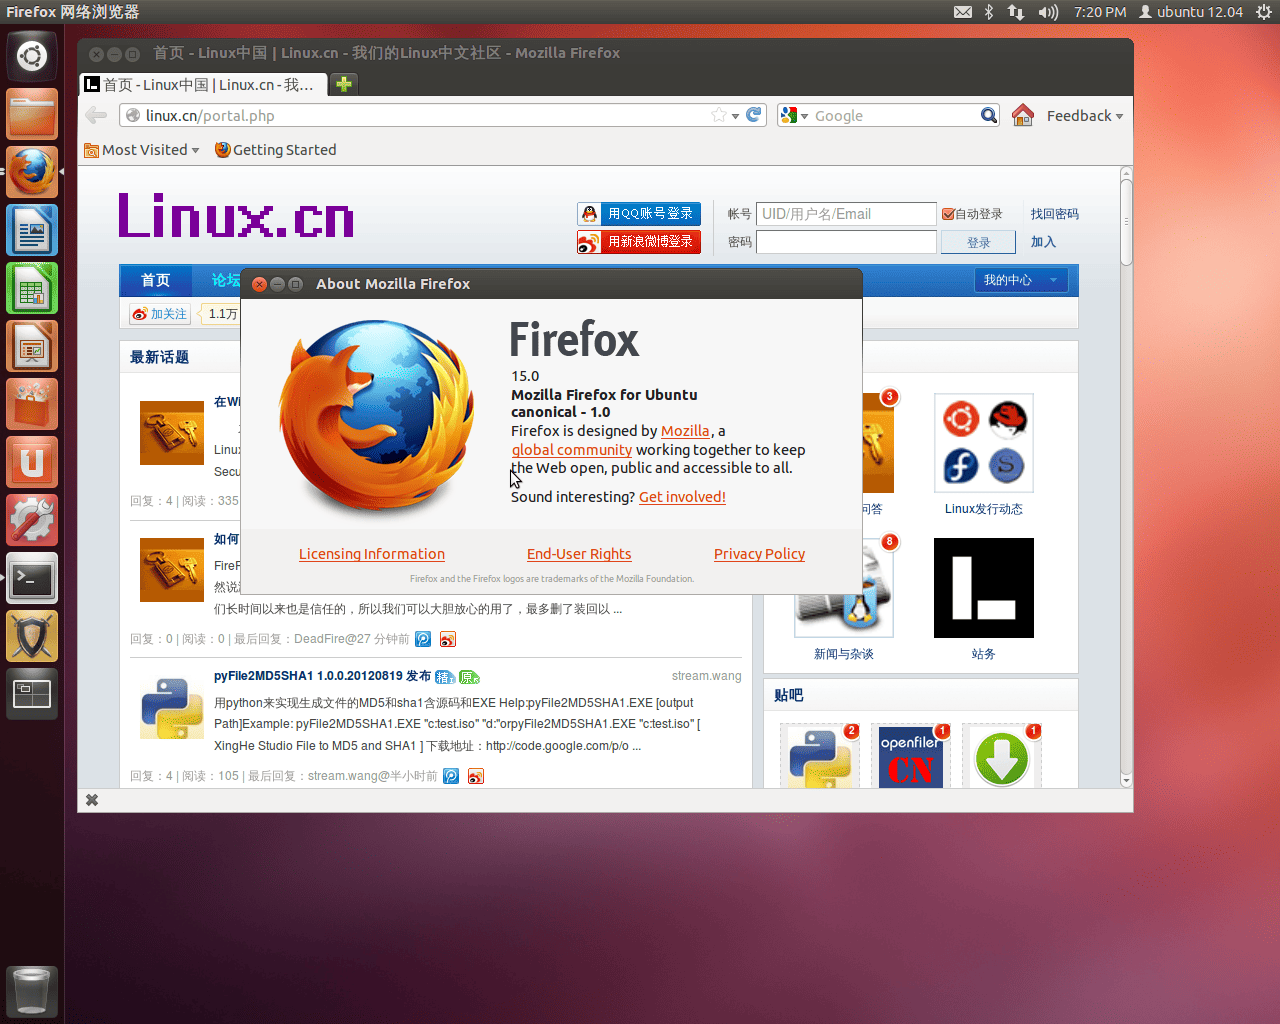 Firefox 网络浏览器
7:20 PM
ubuntu 12.04
首页 - Linux中国 | Linux.cn - 我们的Linux中文社区 - Mozilla Firefox
首页 - Linux中国 | Linux.cn - 我...
linux.cn/portal.php
Google
Feedback
Most Visited
Getting Started
Linux.cn
用QQ账号登录
帐号
UID/用户名/Email
自动登录
找回密码
用新浪微博登录
密码
登录
加入
首页
论坛
我的中心
加关注
1.1万
About Mozilla Firefox
Firefox
15.0
Mozilla Firefox for Ubuntu
canonical - 1.0
Firefox is designed by Mozilla, a
global community working together to keep
the Web open, public and accessible to all.
Sound interesting? Get involved!
Licensing Information
End-User Rights
Privacy Policy
Firefox and the Firefox logos are trademarks of the Mozilla Foundation.
最新话题
在Wi
Linux
Secu
回复：4 | 阅读：335
如何
FireF
然说
们长时间以来也是信任的，所以我们可以大胆放心的用了，最多删了装回以 ...
回复：0 | 阅读：0 | 最后回复：DeadFire@27 分钟前
pyFile2MD5SHA1 1.0.0.20120819 发布 精 原
stream.wang
用python来实现生成文件的MD5和sha1含源码和EXE Help:pyFile2MD5SHA1.EXE [output
Path]Example: pyFile2MD5SHA1.EXE "c:test.iso" "d:"orpyFile2MD5SHA1.EXE "c:test.iso" [
XingHe Studio File to MD5 and SHA1 ] 下载地址：http://code.google.com/p/o ...
回复：4 | 阅读：105 | 最后回复：stream.wang@半小时前
3
问答
Linux发行动态
8
新闻与杂谈
站务
贴吧
2
openfiler
CN
1
1